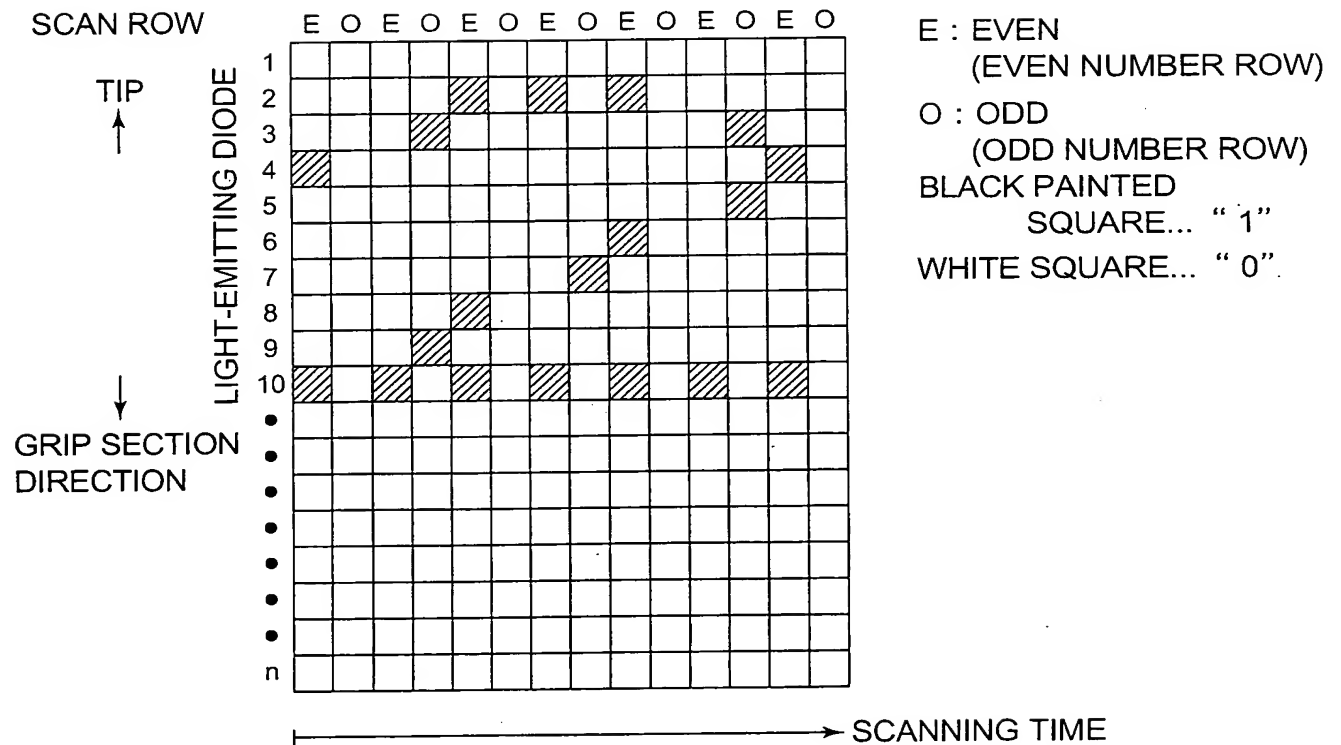 SCAN ROW
E O E O E O E O E O E O E O
TIP
LIGHT-EMITTING DIODE
1
2
3
4
5
6
7
8
9
10
n
GRIP SECTION
DIRECTION
SCANNING TIME
E : EVEN
(EVEN NUMBER ROW)
O : ODD
(ODD NUMBER ROW)
BLACK PAINTED
SQUARE... “ 1”
WHITE SQUARE... “ 0”.